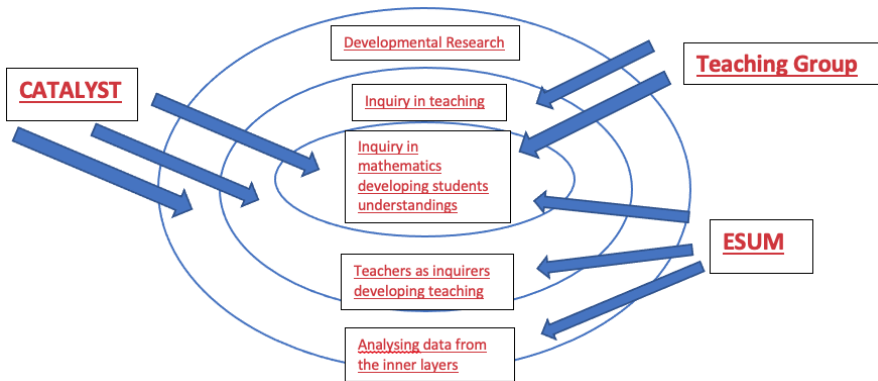 Developmental Research
Teaching Group
CATALYST
Inquiry in teaching
Inquiry in
mathematics
developing students
understandings
ESUM
Teachers as inquirers
developing teaching
Analysing data from
the inner layers